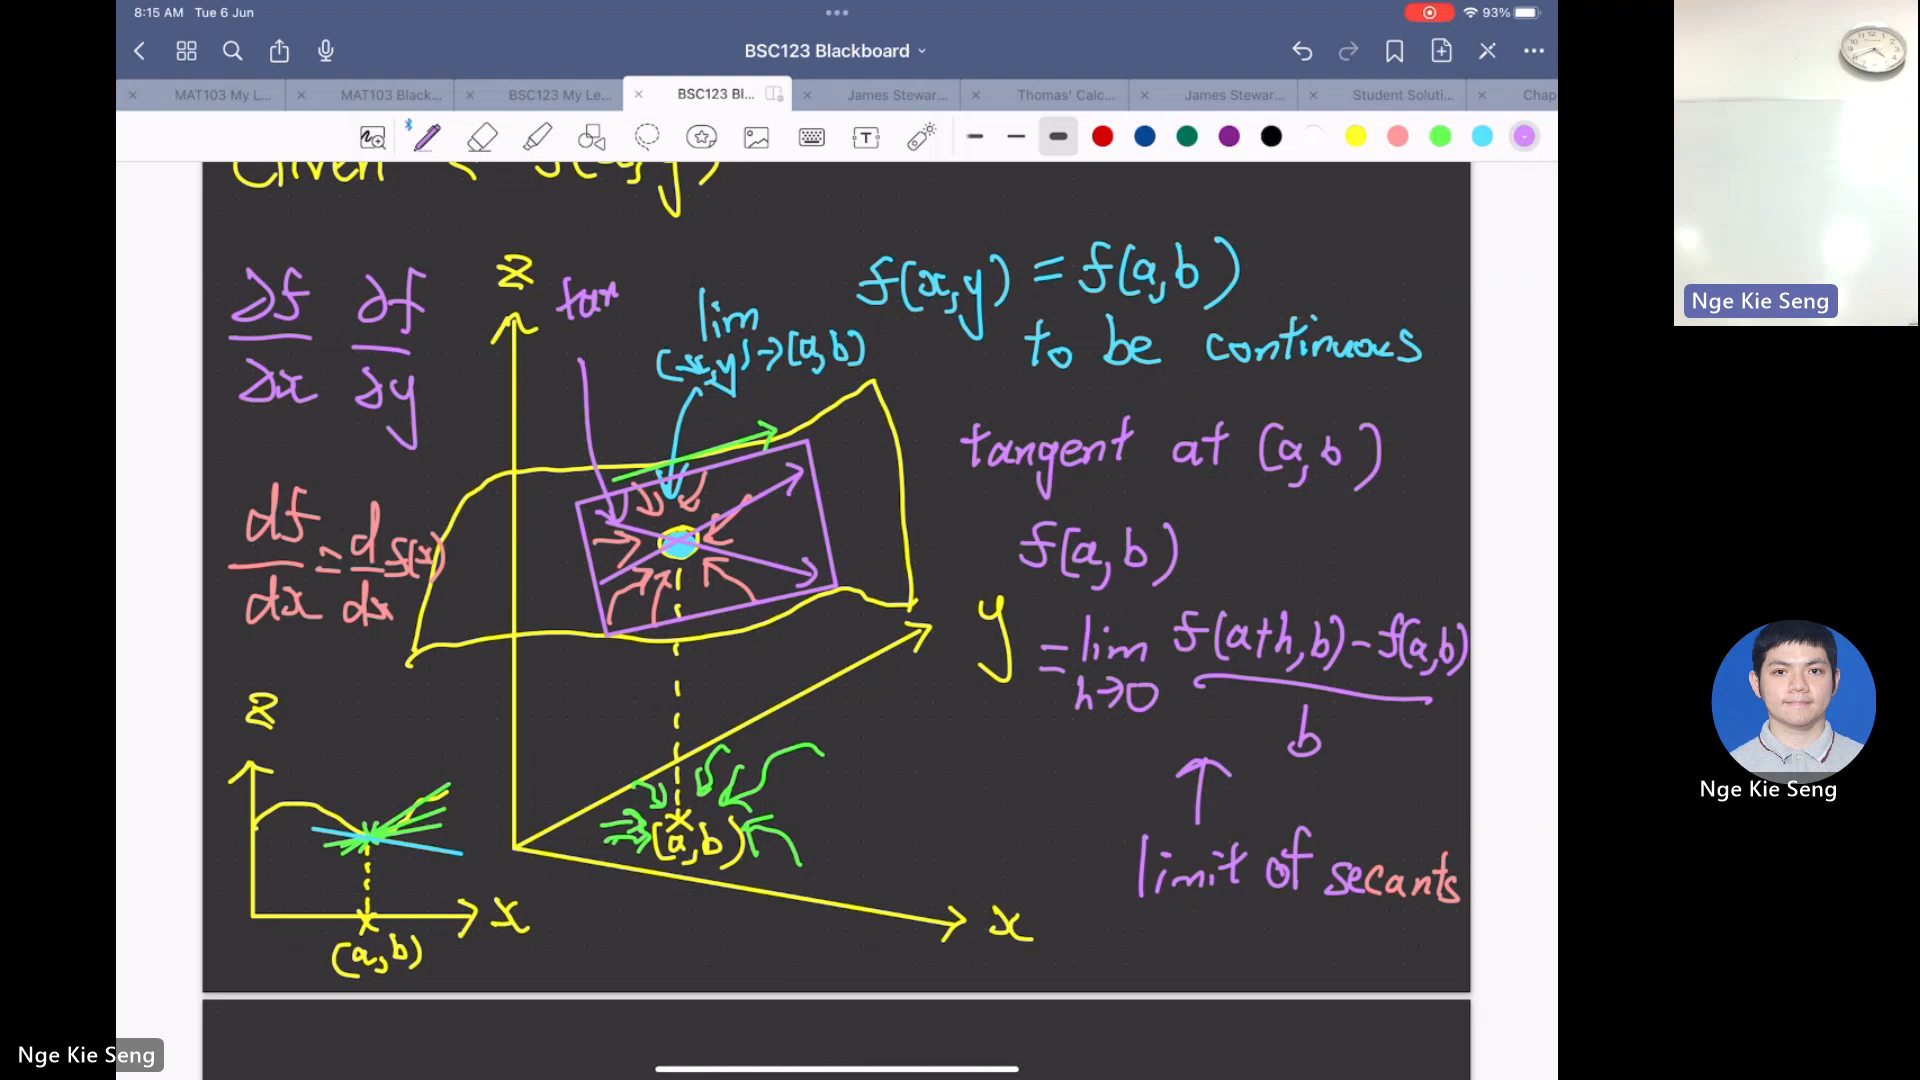 8:15 AM Tue 6 Jun
93%
BSC123 Blackboard
MAT103 My L...
MAT103 Black...
BSC123 My Le...
BSC123 Bl...
James Stewar...
Thomas' Calc...
James Stewar...
Student Soluti...
Chap
Given z = f(x,y)
∂f/∂x ∂f/∂y
z
tan
lim (x,y)→(a,b)
f(x,y) = f(a,b)
to be continuous
tangent at (a,b)
df/dx = d/dx f(x)
f(a,b)
y
= lim h→0 f(a+h,b)-f(a,b)
b
z
(a,b)
limit of secants
x
x
(a,b)
Nge Kie Seng
Nge Kie Seng
Nge Kie Seng